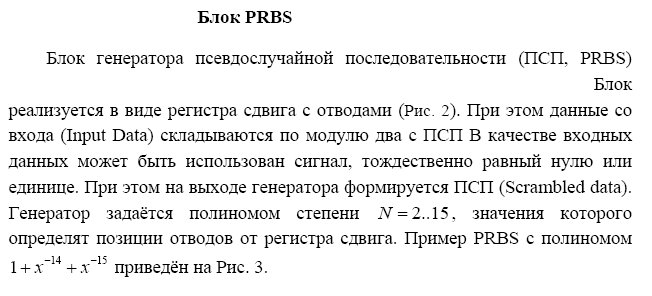 Блок PRBS
Блок генератора псевдослучайной последовательности (ПСП, PRBS)
Блок
реализуется в виде регистра сдвига с отводами (Рис. 2). При этом данные со
входа (Input Data) складываются по модулю два с ПСП В качестве входных
данных может быть использован сигнал, тождественно равный нулю или
единице. При этом на выходе генератора формируется ПСП (Scrambled data).
Генератор задаётся полиномом степени N = 2..15, значения которого
определят позиции отводов от регистра сдвига. Пример PRBS с полиномом
1 + x⁻¹⁴ + x⁻¹⁵ приведён на Рис. 3.